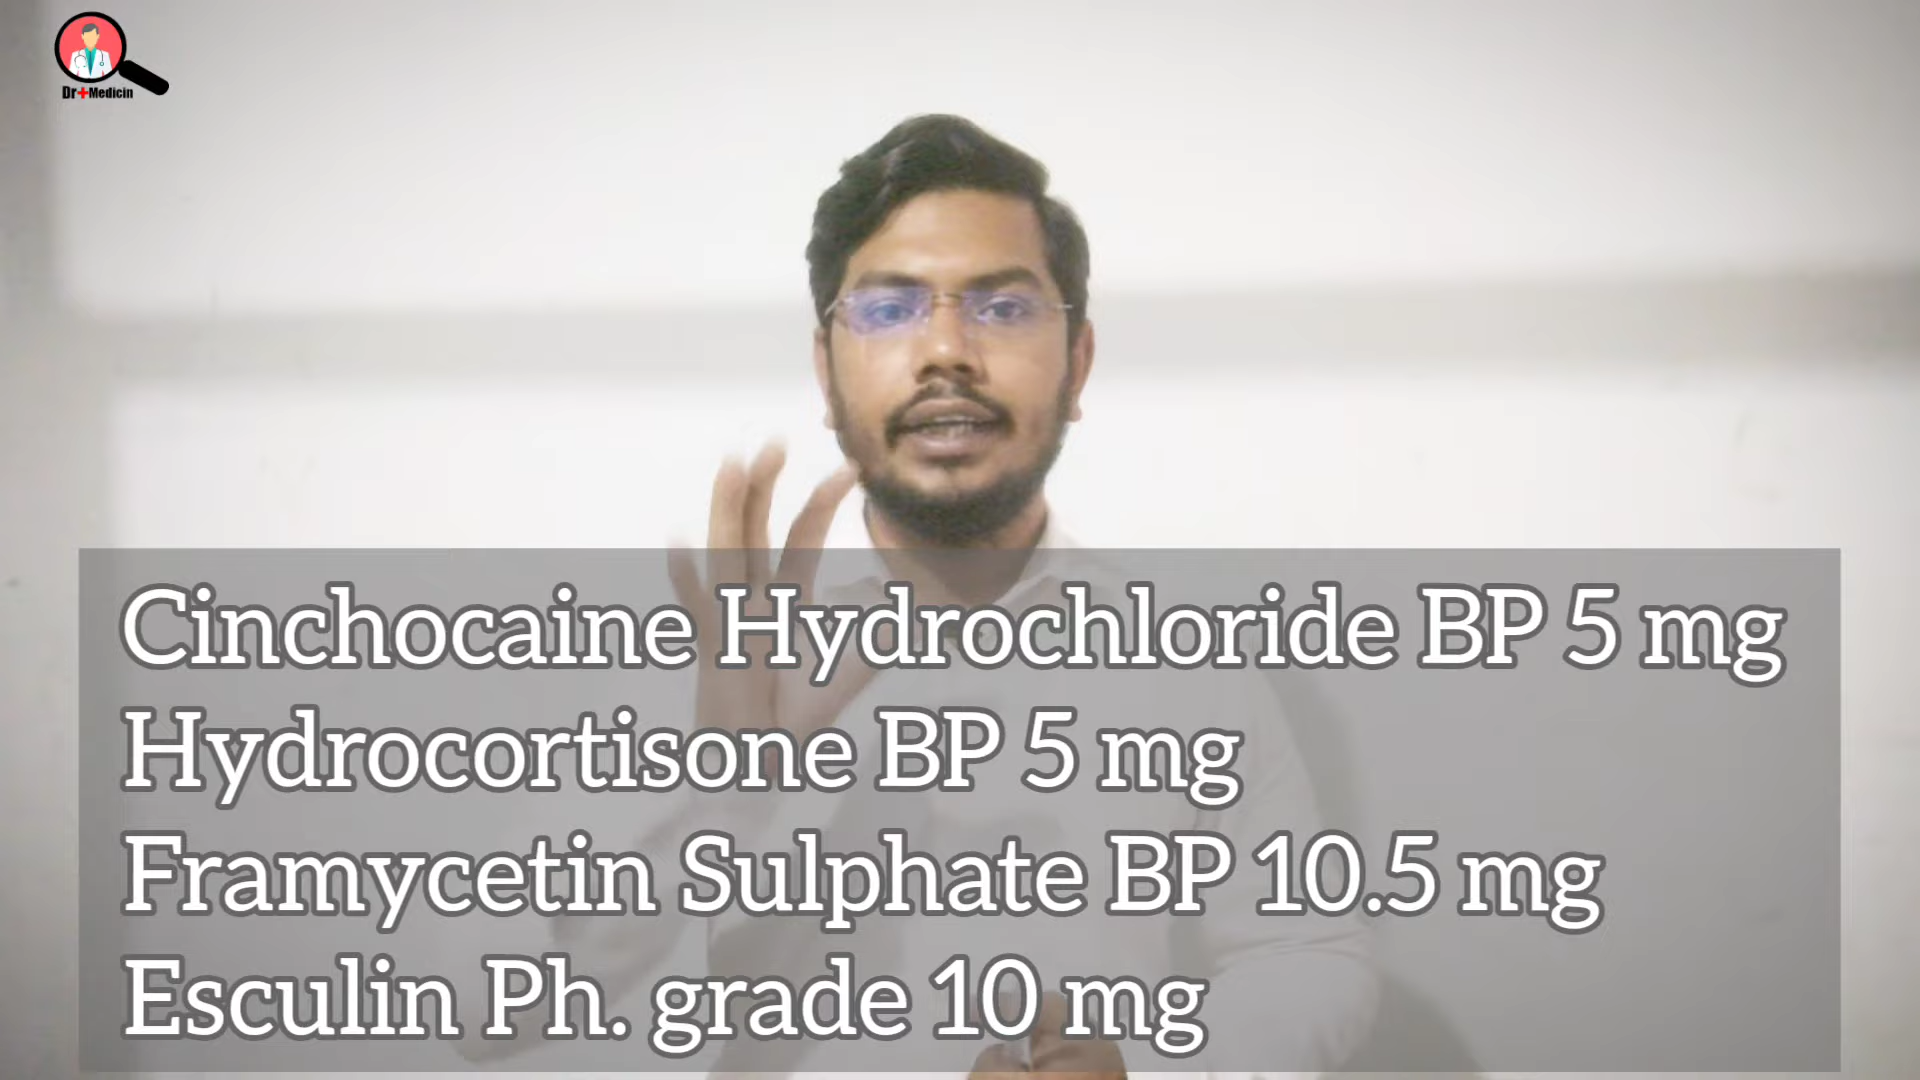 Dr+Medicin
Cinchocaine Hydrochloride BP 5 mg
Hydrocortisone BP 5 mg
Framycetin Sulphate BP 10.5 mg
Esculin Ph. grade 10 mg